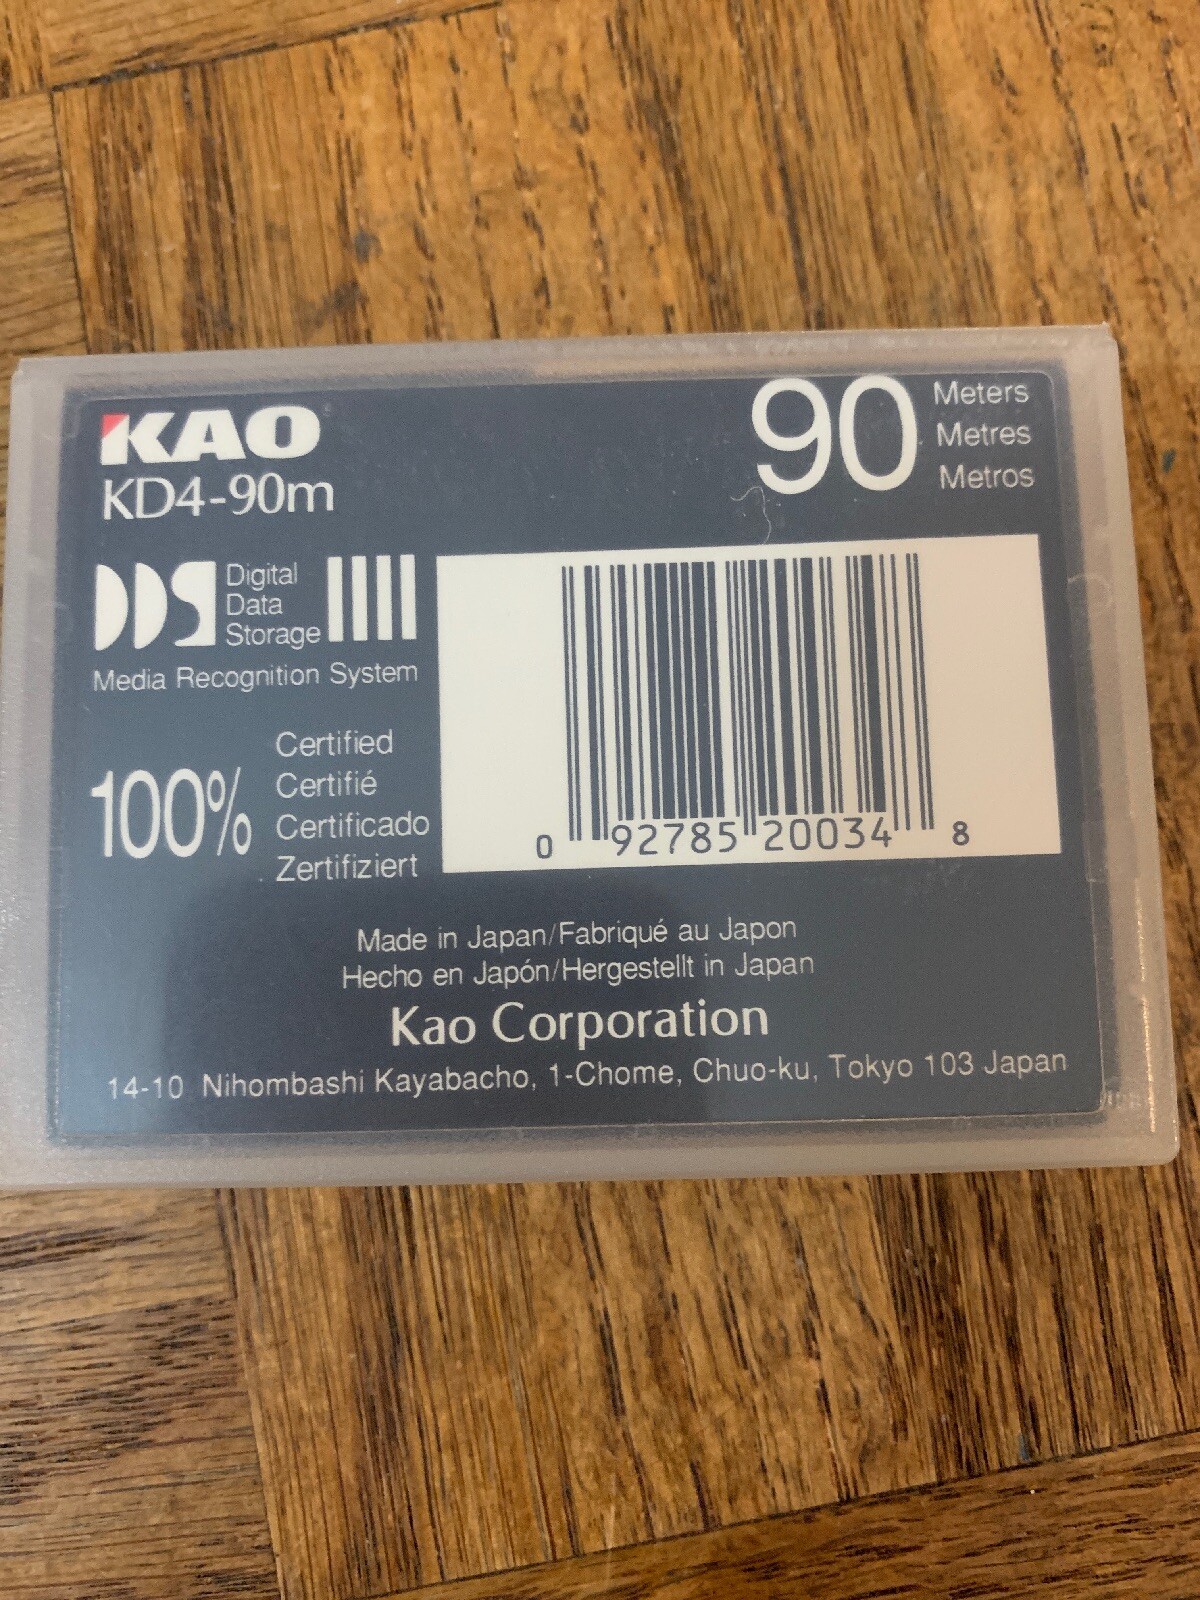 KAO
KD4-90m
90 Meters
Metres
Metros
DDS Digital
Data
Storage
Media Recognition System
100% Certified
Certifié
Certificado
Zertifiziert
0 92785 20034 8
Made in Japan/Fabriqué au Japon
Hecho en Japón/Hergestellt in Japan
Kao Corporation
14-10 Nihombashi Kayabacho, 1-Chome, Chuo-ku, Tokyo 103 Japan